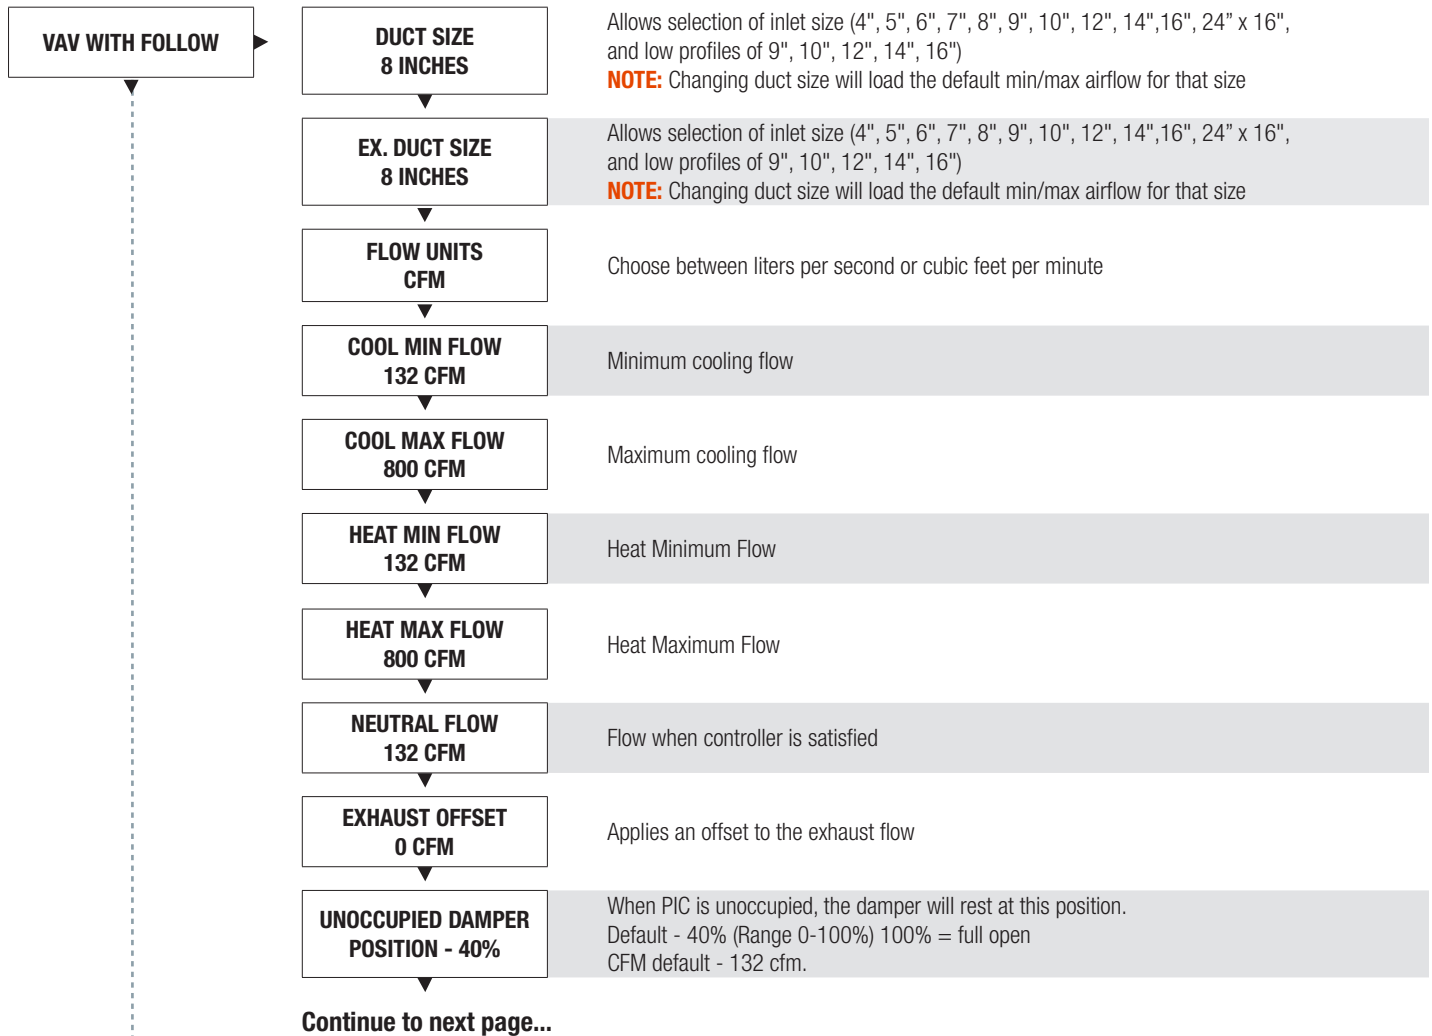 VAV WITH FOLLOW
DUCT SIZE
8 INCHES
Allows selection of inlet size (4", 5", 6", 7", 8", 9", 10", 12", 14",16", 24” x 16",
and low profiles of 9", 10", 12", 14", 16")
NOTE: Changing duct size will load the default min/max airflow for that size
EX. DUCT SIZE
8 INCHES
Allows selection of inlet size (4", 5", 6", 7", 8", 9", 10", 12", 14",16", 24” x 16",
and low profiles of 9", 10", 12", 14", 16")
NOTE: Changing duct size will load the default min/max airflow for that size
FLOW UNITS
CFM
Choose between liters per second or cubic feet per minute
COOL MIN FLOW
132 CFM
Minimum cooling flow
COOL MAX FLOW
800 CFM
Maximum cooling flow
HEAT MIN FLOW
132 CFM
Heat Minimum Flow
HEAT MAX FLOW
800 CFM
Heat Maximum Flow
NEUTRAL FLOW
132 CFM
Flow when controller is satisfied
EXHAUST OFFSET
0 CFM
Applies an offset to the exhaust flow
UNOCCUPIED DAMPER
POSITION - 40%
When PIC is unoccupied, the damper will rest at this position.
Default - 40% (Range 0-100%) 100% = full open
CFM default - 132 cfm.
Continue to next page...